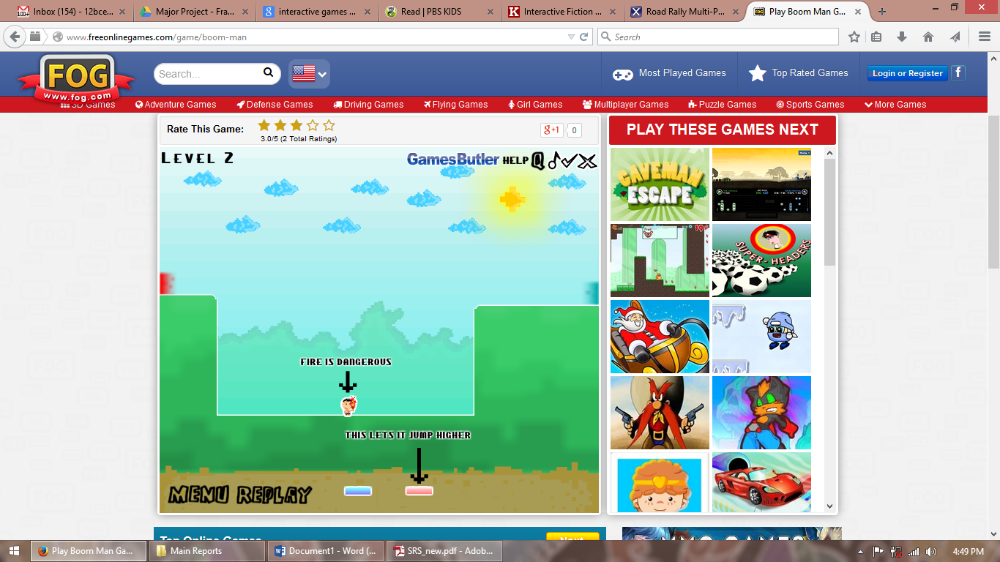 Inbox (154) - 12bce...
Major Project - Fra...
interactive games ...
Read | PBS KIDS
Interactive Fiction ...
Road Rally Multi-P...
Play Boom Man G...
100+
www.freeonlinegames.com/game/boom-man
Search
FOG
www.fog.com
Search...
Most Played Games
Top Rated Games
Login or Register
f
3D Games
Adventure Games
Defense Games
Driving Games
Flying Games
Girl Games
Multiplayer Games
Puzzle Games
Sports Games
More Games
Rate This Game:
3.0/5 (2 Total Ratings)
g+1
0
PLAY THESE GAMES NEXT
LEVEL 2
GamesButler HELP Q
CAVEMAN
ESCAPE
SUPER-HEADERS
FIRE IS DANGEROUS
THIS LETS IT JUMP HIGHER
MENU REPLAY
Top Online Games
Next
Play Boom Man Ga...
Main Reports
Document1 - Word (...
SRS_new.pdf - Adob...
4:49 PM